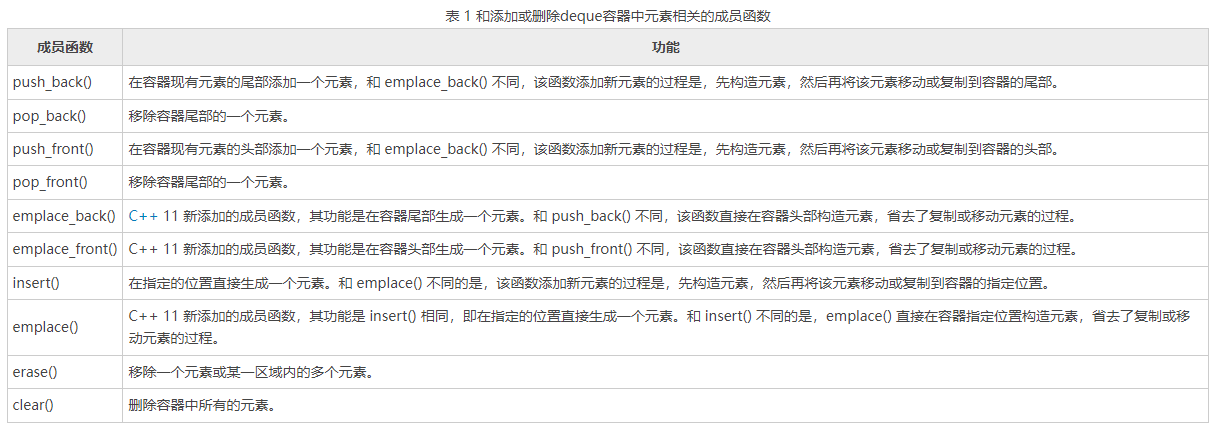 表 1 和添加或删除deque容器中元素相关的成员函数
成员函数 功能
push_back() 在容器现有元素的尾部添加一个元素，和 emplace_back() 不同，该函数添加新元素的过程是，先构造元素，然后再将该元素移动或复制到容器的尾部。
pop_back() 移除容器尾部的一个元素。
push_front() 在容器现有元素的头部添加一个元素，和 emplace_back() 不同，该函数添加新元素的过程是，先构造元素，然后再将该元素移动或复制到容器的头部。
pop_front() 移除容器尾部的一个元素。
emplace_back() C++ 11 新添加的成员函数，其功能是在容器尾部生成一个元素。和 push_back() 不同，该函数直接在容器头部构造元素，省去了复制或移动元素的过程。
emplace_front() C++ 11 新添加的成员函数，其功能是在容器头部生成一个元素。和 push_front() 不同，该函数直接在容器头部构造元素，省去了复制或移动元素的过程。
insert() 在指定的位置直接生成一个元素。和 emplace() 不同的是，该函数添加新元素的过程是，先构造元素，然后再将该元素移动或复制到容器的指定位置。
emplace() C++ 11 新添加的成员函数，其功能是 insert() 相同，即在指定的位置直接生成一个元素。和 insert() 不同的是，emplace() 直接在容器指定位置构造元素，省去了复制或移
动元素的过程。
erase() 移除一个元素或某一区域内的多个元素。
clear() 删除容器中所有的元素。